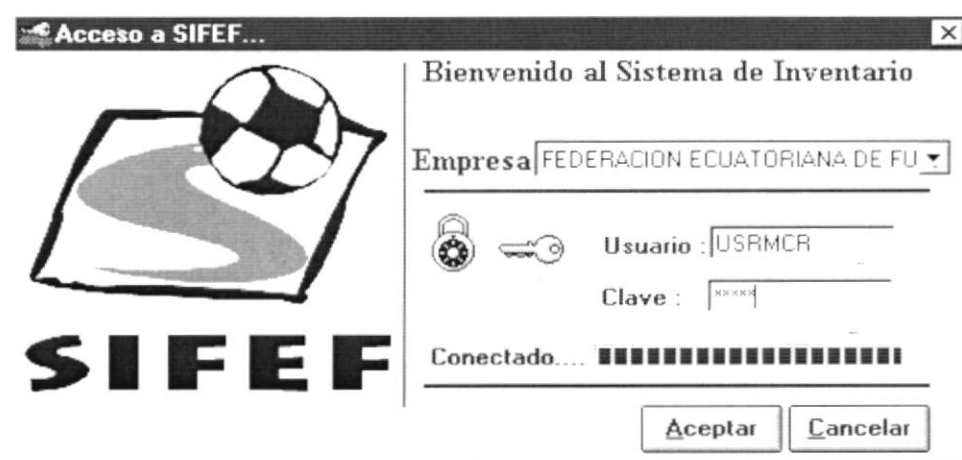 Acceso a SIFEF...
Bienvenido al Sistema de Inventario
Empresa FEDERACION ECUATORIANA DE FU
Usuario : USRMCR
Clave : xxxxx
SIFEF
Conectado....
Aceptar Cancelar